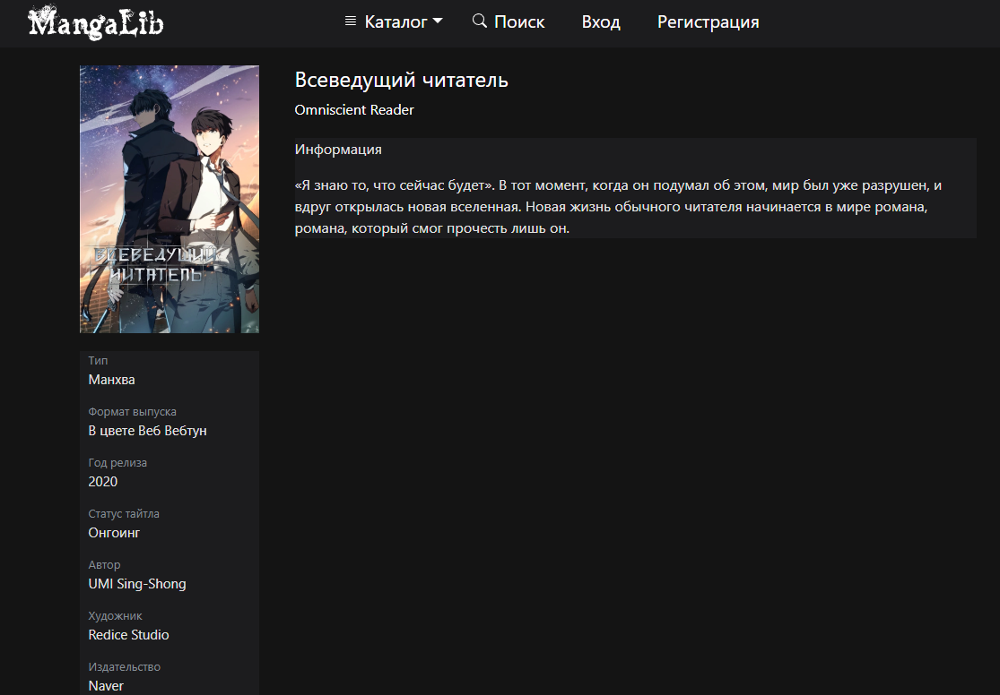 MangaLib
Каталог
Поиск
Вход
Регистрация
Всеведущий читатель
Omniscient Reader
Информация
«Я знаю то, что сейчас будет». В тот момент, когда он подумал об этом, мир был уже разрушен, и
вдруг открылась новая вселенная. Новая жизнь обычного читателя начинается в мире романа,
романа, который смог прочесть лишь он.
ВСЕВЕДУЩИЙ
ЧИТАТЕЛЬ
Тип
Манхва
Формат выпуска
В цвете Веб Вебтун
Год релиза
2020
Статус тайтла
Онгоинг
Автор
UMI Sing-Shong
Художник
Redice Studio
Издательство
Naver